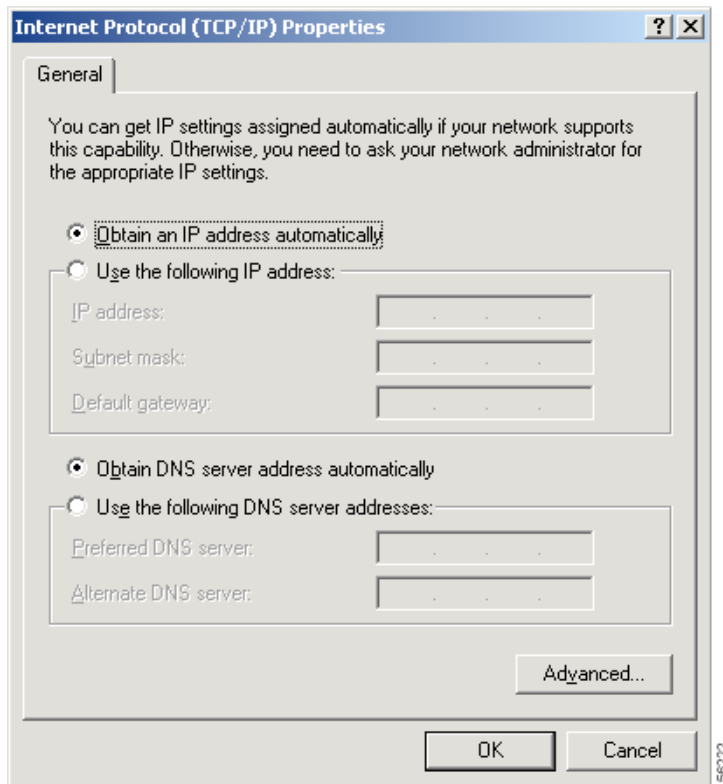 Internet Protocol (TCP/IP) Properties
General
You can get IP settings assigned automatically if your network supports
this capability. Otherwise, you need to ask your network administrator for
the appropriate IP settings.
Obtain an IP address automatically
Use the following IP address:
IP address:
Subnet mask:
Default gateway:
Obtain DNS server address automatically
Use the following DNS server addresses:
Preferred DNS server:
Alternate DNS server:
Advanced...
OK Cancel